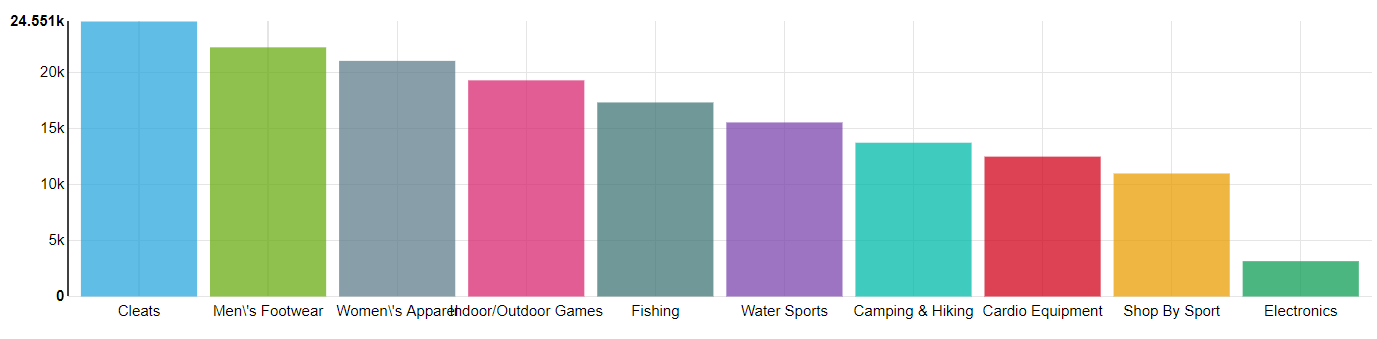 24.551k
20k
15k
10k
5k
0
Cleats Men\'s Footwear Women\'s Apparel Indoor/Outdoor Games Fishing Water Sports Camping & Hiking Cardio Equipment Shop By Sport Electronics